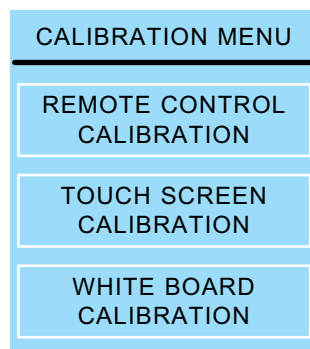 CALIBRATION MENU
REMOTE CONTROL
CALIBRATION
TOUCH SCREEN
CALIBRATION
WHITE BOARD
CALIBRATION